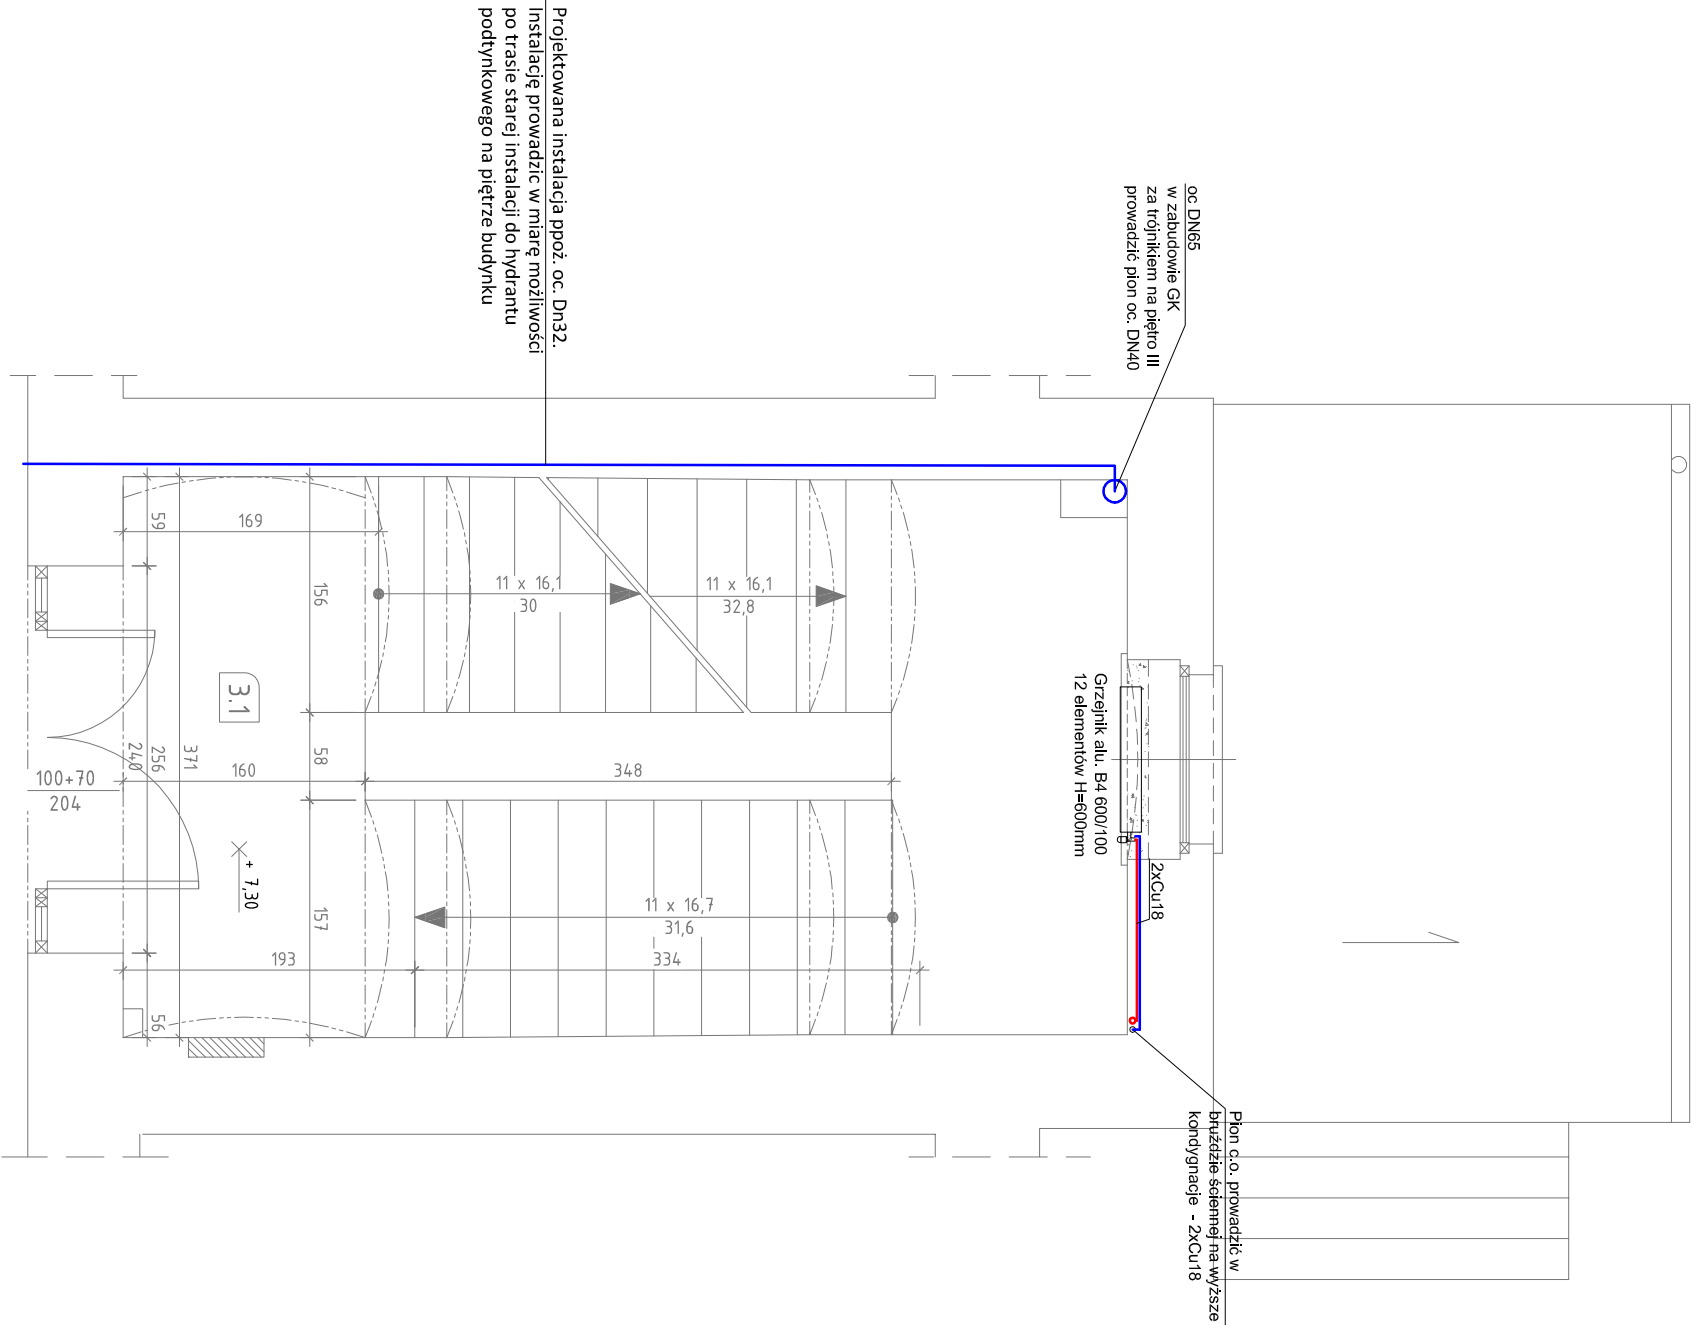 Projektowana instalacja ppoż. oc. Dn32.
Instalację prowadzic w miarę możliwości
po trasie starej instalacji do hydrantu
podtynkowego na piętrze budynku
oc DN65
w zabudowie GK
za trójnikiem na piętro III
prowadzić pion oc. DN40
59
169
156
11 x 16,1
30
11 x 16,1
32,8
3.1
Grzejnik alu. B4 600/100
12 elementów H=600mm
58
371
256
240
160
348
100+70
204
2xCu18
+ 7,30
157
11 x 16,7
31,6
193
334
56
Pion c.o. prowadzić w
bruździe ściennej na wyższe
kondygnacje - 2xCu18